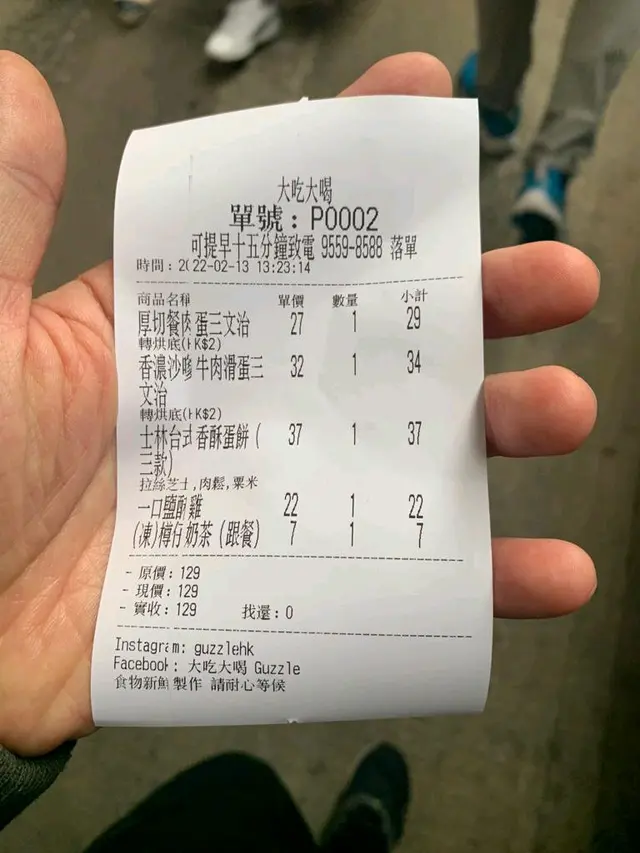 大吃大喝
單號：P0002
可提早十五分鐘致電 9559-8588 落單
時間：2022-02-13 13:23:14
商品名稱 單價 數量 小計
厚切餐肉蛋三文治 27 1 29
轉烘底(HK$2)
香濃沙嗲牛肉滑蛋三 32 1 34
文治
轉烘底(HK$2)
士林台式香酥蛋餅( 37 1 37
三款)
拉絲芝士,肉鬆,粟米
一口鹽酥雞 22 1 22
(凍)樽仔奶茶(跟餐) 7 1 7
- 原價：129
- 現價：129
- 實收：129 找還：0
Instagram: guzzlehk
Facebook: 大吃大喝 Guzzle
食物新鮮製作 請耐心等候